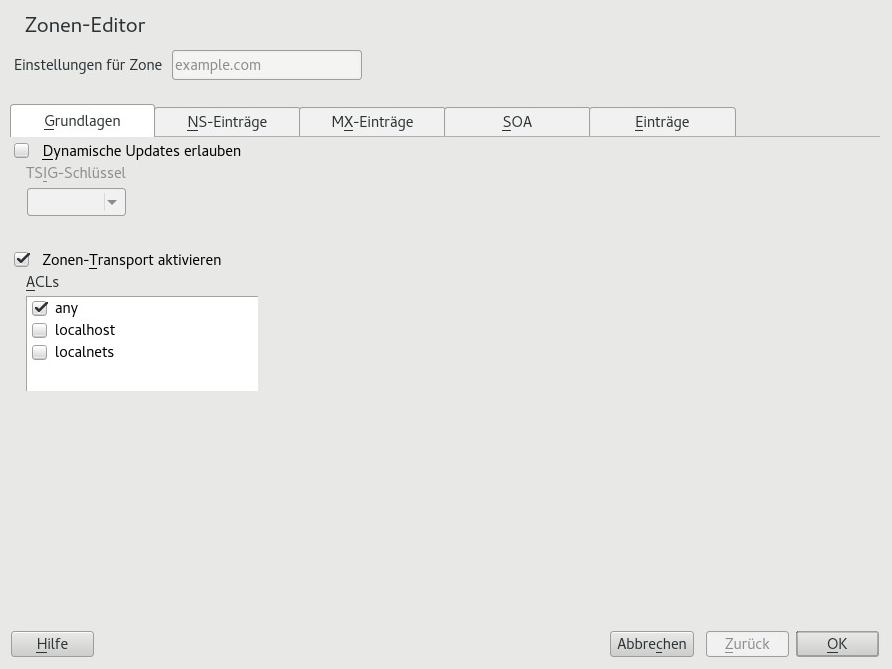 Zonen-Editor
Einstellungen für Zone example.com
Grundlagen NS-Einträge MX-Einträge SOA Einträge
Dynamische Updates erlauben
TSIG-Schlüssel
Zonen-Transport aktivieren
ACLs
any
localhost
localnets
Hilfe Abbrechen Zurück OK